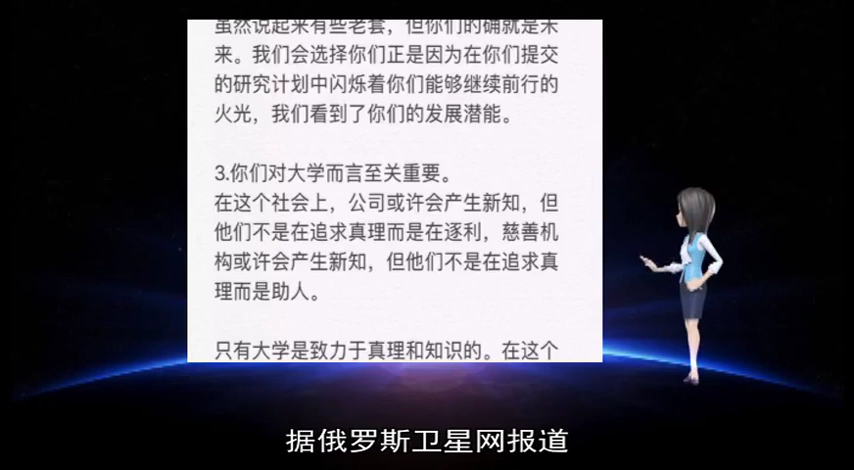 虽然说起来有些老套，但你们的确就是未
来。我们会选择你们正是因为在你们提交
的研究计划中闪烁着你们能够继续前行的
火光，我们看到了你们的发展潜能。
3.你们对大学而言至关重要。
在这个社会上，公司或许会产生新知，但
他们不是在追求真理而是在逐利，慈善机
构或许会产生新知，但他们不是在追求真
理而是助人。
只有大学是致力于真理和知识的。在这个
据俄罗斯卫星网报道